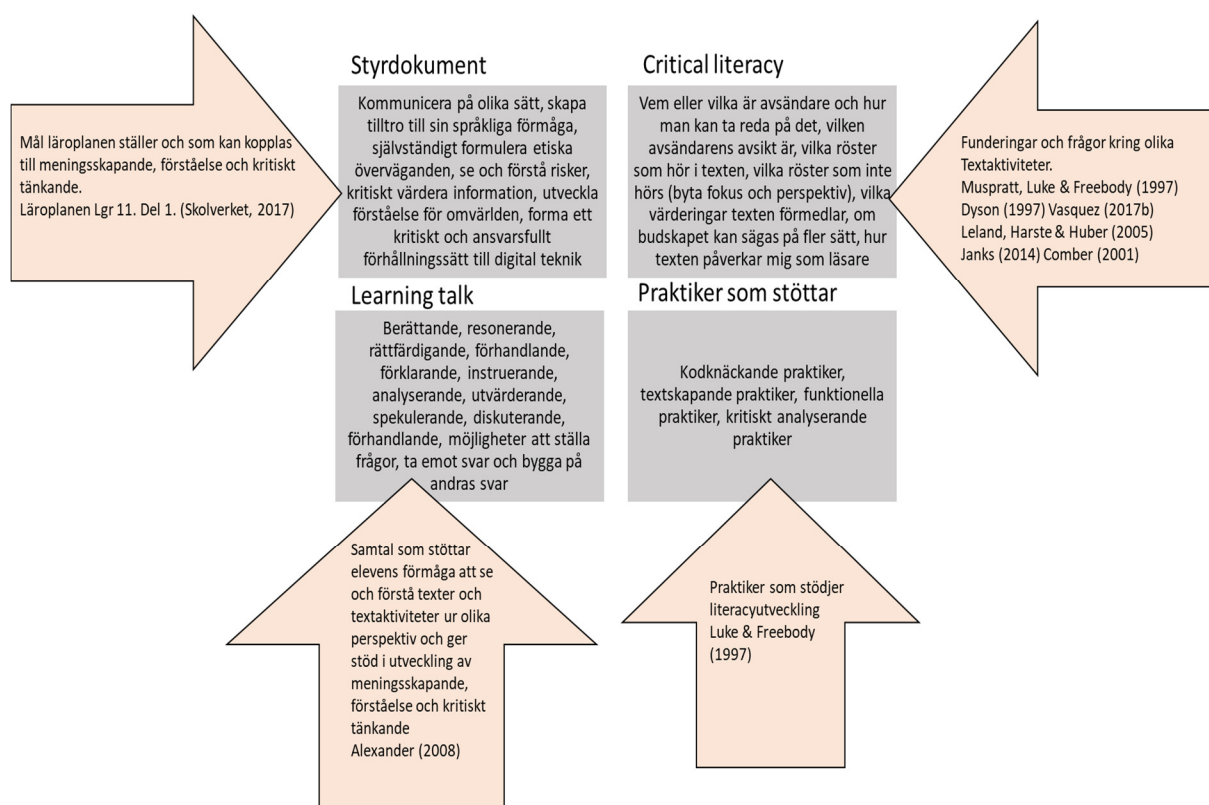 Styrdokument
Kommunicera på olika sätt, skapa
tilltro till sin språkliga förmåga,
självständigt formulera etiska
överväganden, se och förstå risker,
kritiskt värdera information, utveckla
förståelse för omvärlden, forma ett
kritiskt och ansvarsfullt
förhållningssätt till digital teknik
Critical literacy
Vem eller vilka är avsändare och hur
man kan ta reda på det, vilken
avsändarens avsikt är, vilka röster
som hör i texten, vilka röster som inte
hörs (byta fokus och perspektiv), vilka
värderingar texten förmedlar, om
budskapet kan sägas på fler sätt, hur
texten påverkar mig som läsare
Mål läroplanen ställer och som kan kopplas
till meningsskapande, förståelse och kritiskt
tänkande.
Läroplanen Lgr 11. Del 1. (Skolverket, 2017)
Funderingar och frågor kring olika
Textaktiviteter.
Muspratt, Luke & Freebody (1997)
Dyson (1997) Vasquez (2017b)
Leland, Harste & Huber (2005)
Janks (2014) Comber (2001)
Learning talk
Berättande, resonerande,
rättfärdigande, förhandlande,
förklarande, instruerande,
analyserande, utvärderande,
spekulerande, diskuterande,
förhandlande, möjligheter att ställa
frågor, ta emot svar och bygga på
andras svar
Praktiker som stöttar
Kodknäckande praktiker,
textskapande praktiker, funktionella
praktiker, kritiskt analyserande
praktiker
Samtal som stöttar
elevens förmåga att se
och förstå texter och
textaktiviteter ur olika
perspektiv och ger
stöd i utveckling av
meningsskapande,
förståelse och kritiskt
tänkande
Alexander (2008)
Praktiker som stödjer
literacyutveckling
Luke & Freebody
(1997)